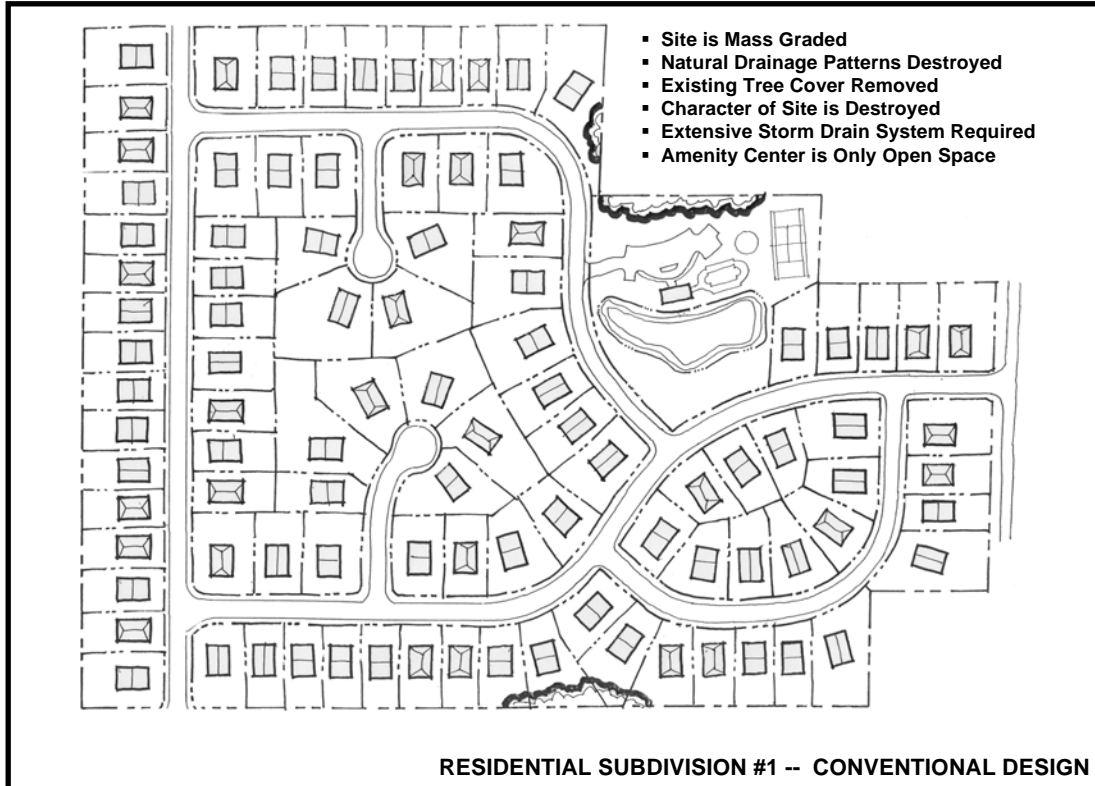 ▪ Site is Mass Graded
▪ Natural Drainage Patterns Destroyed
▪ Existing Tree Cover Removed
▪ Character of Site is Destroyed
▪ Extensive Storm Drain System Required
▪ Amenity Center is Only Open Space
RESIDENTIAL SUBDIVISION #1 -- CONVENTIONAL DESIGN